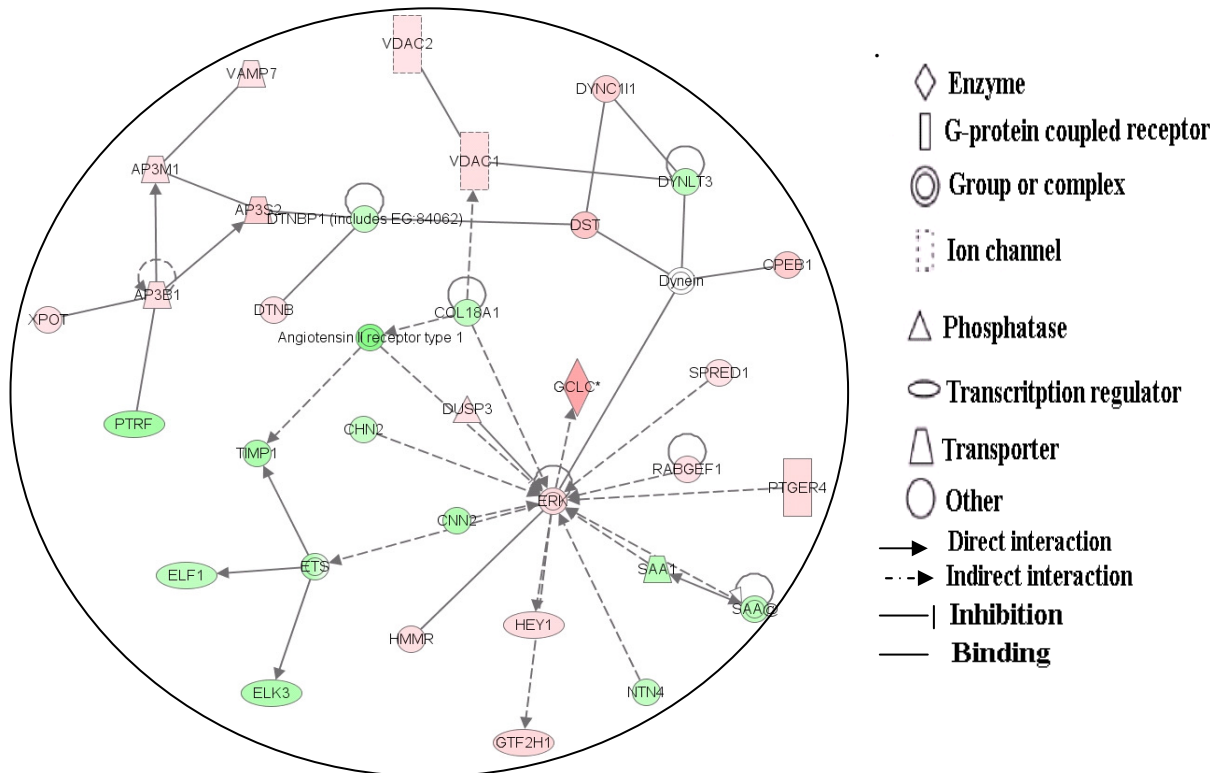 VDAC2
VAMP7
DYNC1I1
VDAC1
AP3M1
DYNLT3
AP3S2
DTNBP1 (includes EG:84062)
DST
CPEB1
Dynein
AP3B1
XPOT
DTNB
COL18A1
Angiotensin II receptor type 1
SPRED1
GCLC*
DUSP3
PTRF
CHN2
TIMP1
RABGEF1
PTGER4
ERK
CNN2
ETS
ELF1
SAA1
SAA@
HEY1
HMMR
ELK3
NTN4
GTF2H1
Enzyme
G-protein coupled receptor
Group or complex
Ion channel
Phosphatase
Transcritption regulator
Transporter
Other
Direct interaction
Indirect interaction
Inhibition
Binding